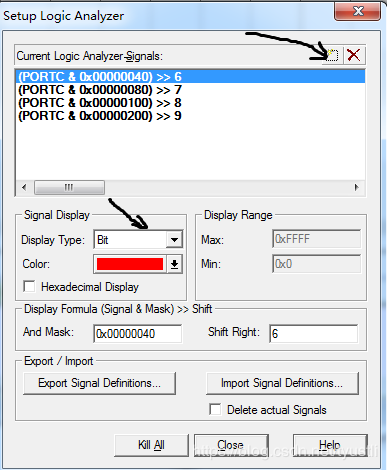 Setup Logic Analyzer
Current Logic Analyzer-Signals:
(PORTC & 0x00000040) >> 6
(PORTC & 0x00000080) >> 7
(PORTC & 0x00000100) >> 8
(PORTC & 0x00000200) >> 9
Signal Display
Display Type: Bit
Color:
Hexadecimal Display
Display Range
Max: 0xFFFF
Min: 0x0
Display Formula (Signal & Mask) >> Shift
And Mask: 0x00000040 Shift Right: 6
Export / Import
Export Signal Definitions... Import Signal Definitions...
Delete actual Signals
Kill All Close Help